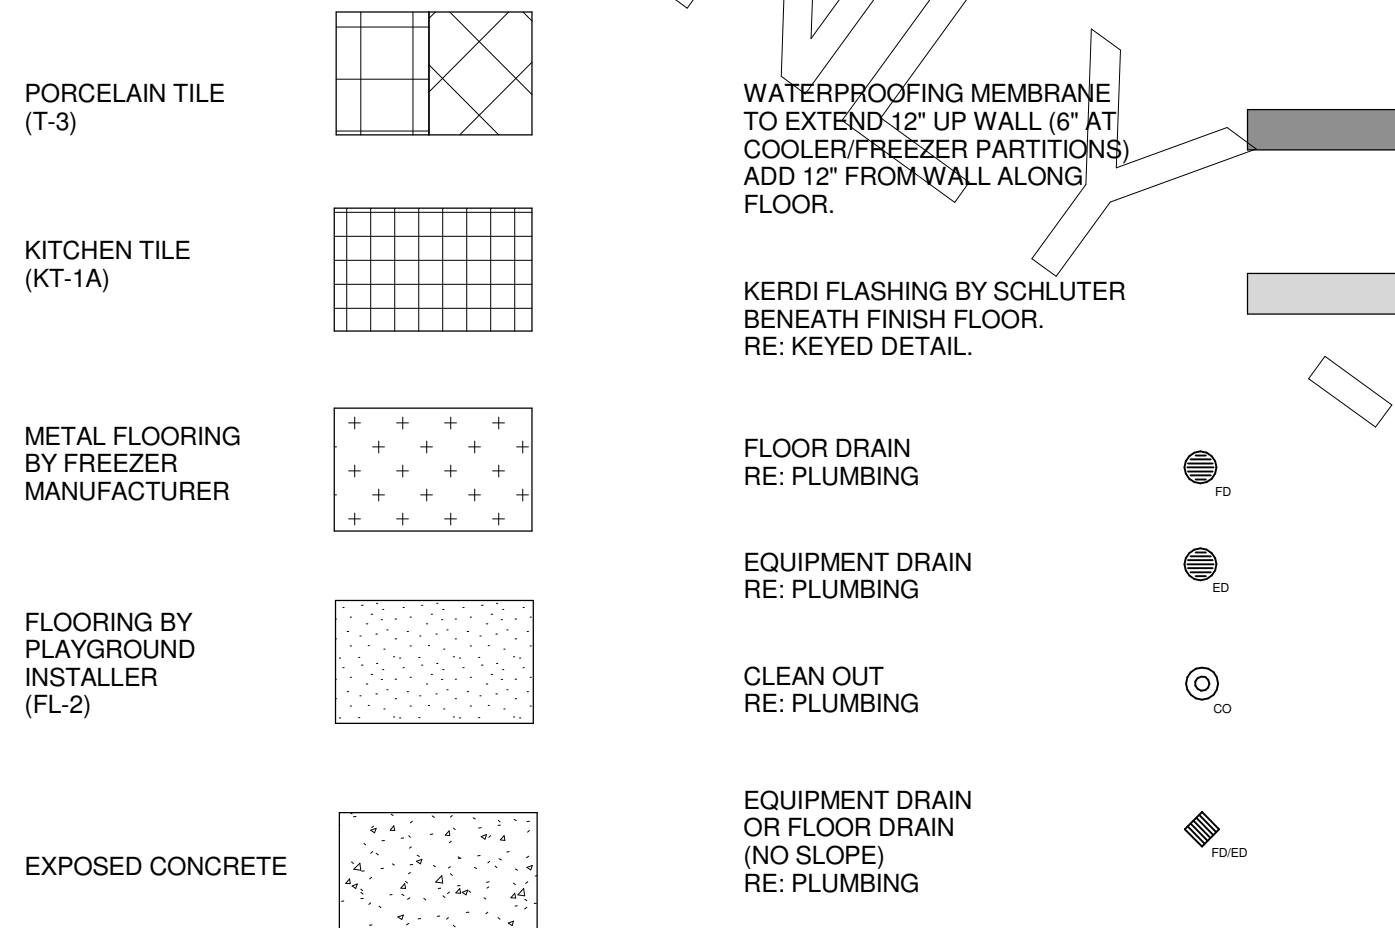 PORCELAIN TILE
(T-3)
KITCHEN TILE
(KT-1A)
METAL FLOORING
BY FREEZER
MANUFACTURER
FLOORING BY
PLAYGROUND
INSTALLER
(FL-2)
EXPOSED CONCRETE
WATERPROOFING MEMBRANE
TO EXTEND 12" UP WALL (6" AT
COOLER/FREEZER PARTITIONS)
ADD 12" FROM WALL ALONG
FLOOR.
KERDI FLASHING BY SCHLUTER
BENEATH FINISH FLOOR.
RE: KEYED DETAIL.
FLOOR DRAIN
RE: PLUMBING
FD
EQUIPMENT DRAIN
RE: PLUMBING
ED
CLEAN OUT
RE: PLUMBING
CO
EQUIPMENT DRAIN
OR FLOOR DRAIN
(NO SLOPE)
RE: PLUMBING
FD/ED